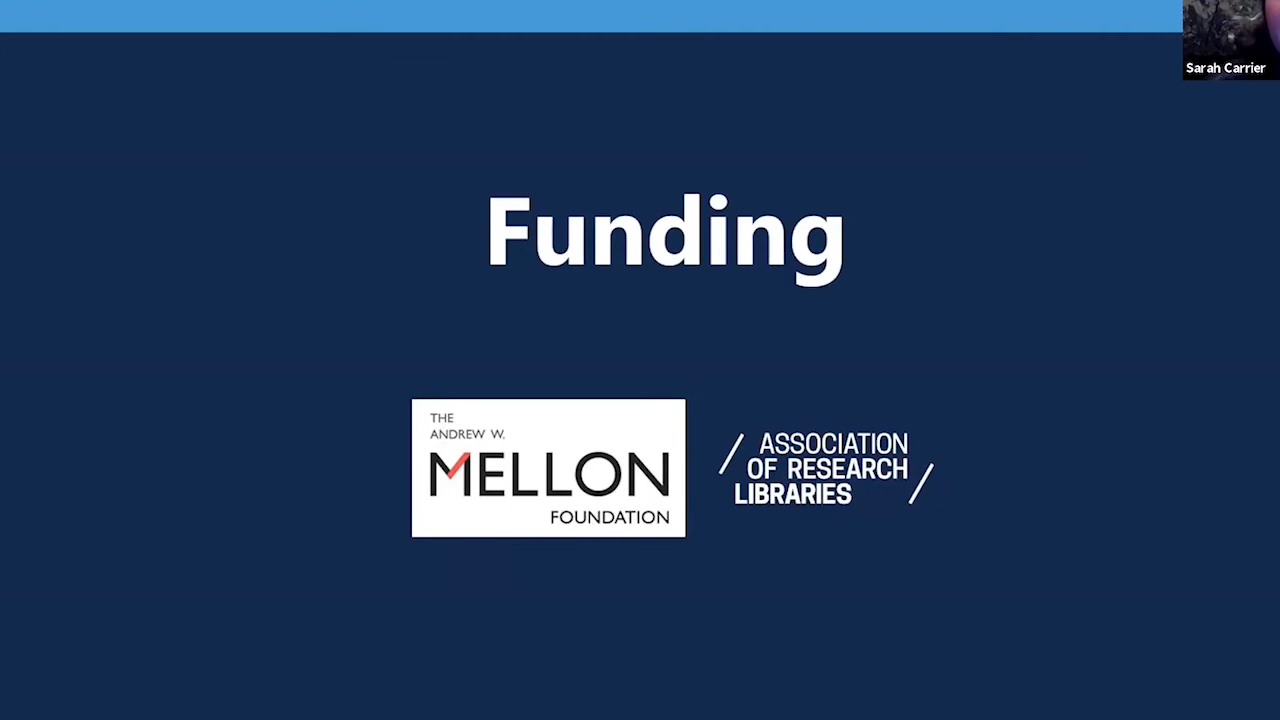 Sarah Carrier
Funding
THE
ANDREW W.
MELLON
FOUNDATION
ASSOCIATION
OF RESEARCH
LIBRARIES